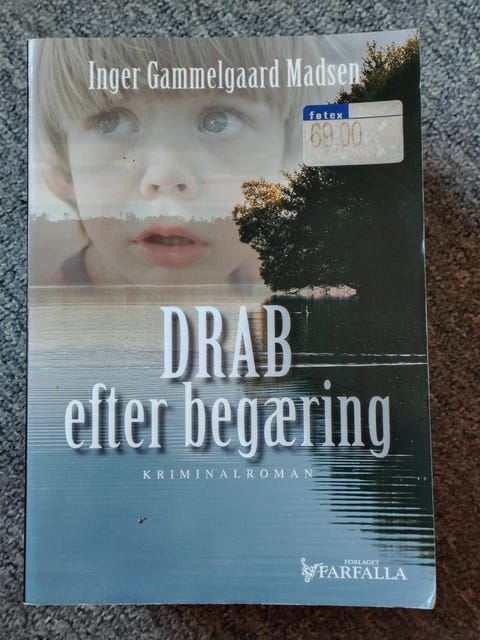 Inger Gammelgaard Madsen
føtex
69.00
DRAB
efter begæring
KRIMINALROMAN
FORLAGET
FARFALLA